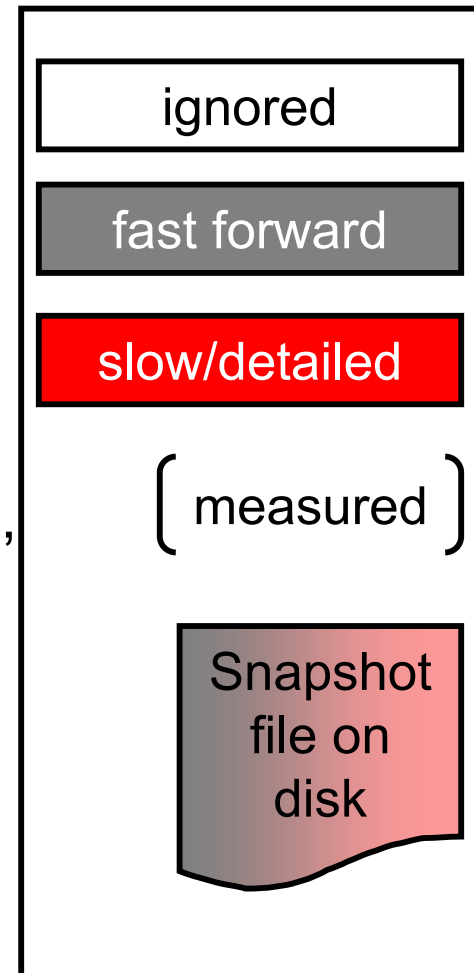 ignored
fast forward
slow/detailed
measured
,
Snapshot
file on
disk